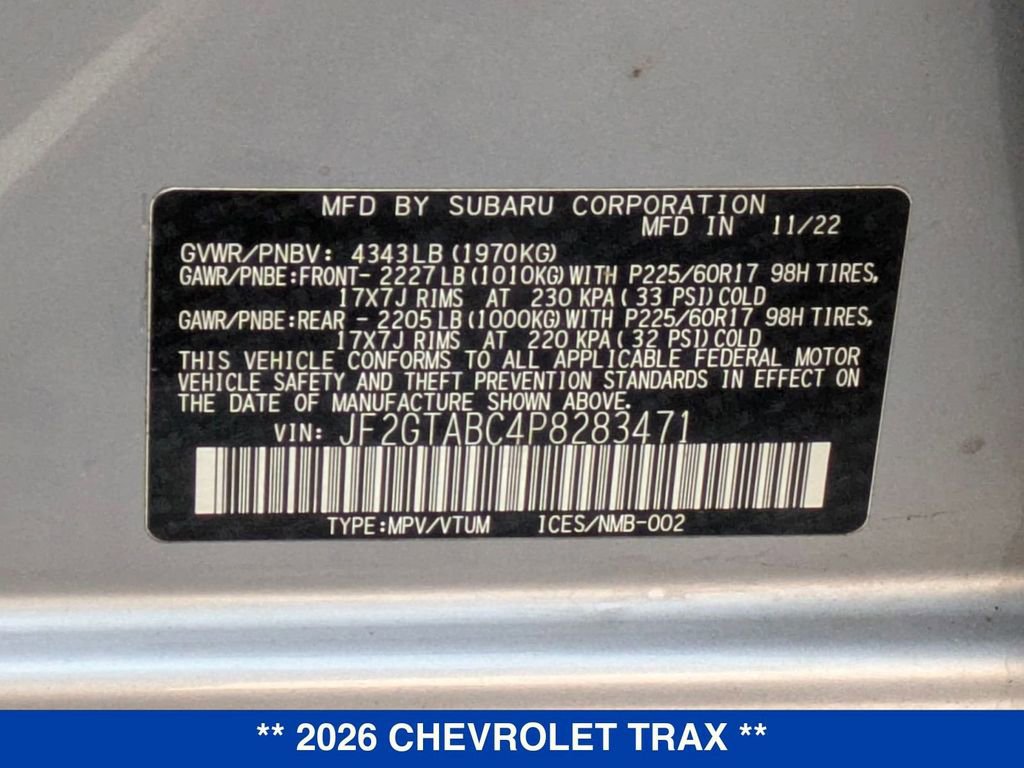 MFD BY SUBARU CORPORATION
MFD IN 11/22
GVWR/PNBV: 4343LB (1970KG)
GAWR/PNBE:FRONT- 2227LB (1010KG) WITH P225/60R17 98H TIRES,
17X7J RIMS AT 230 KPA ( 33 PSI) COLD
GAWR/PNBE:REAR - 2205LB (1000KG) WITH P225/60R17 98H TIRES,
17X7J RIMS AT 220 KPA ( 32 PSI) COLD
THIS VEHICLE CONFORMS TO ALL APPLICABLE FEDERAL MOTOR
VEHICLE SAFETY AND THEFT PREVENTION STANDARDS IN EFFECT ON
THE DATE OF MANUFACTURE SHOWN ABOVE.
VIN: JF2GTABC4P8283471
TYPE:MPV/VTUM ICES/NMB-002
** 2026 CHEVROLET TRAX **